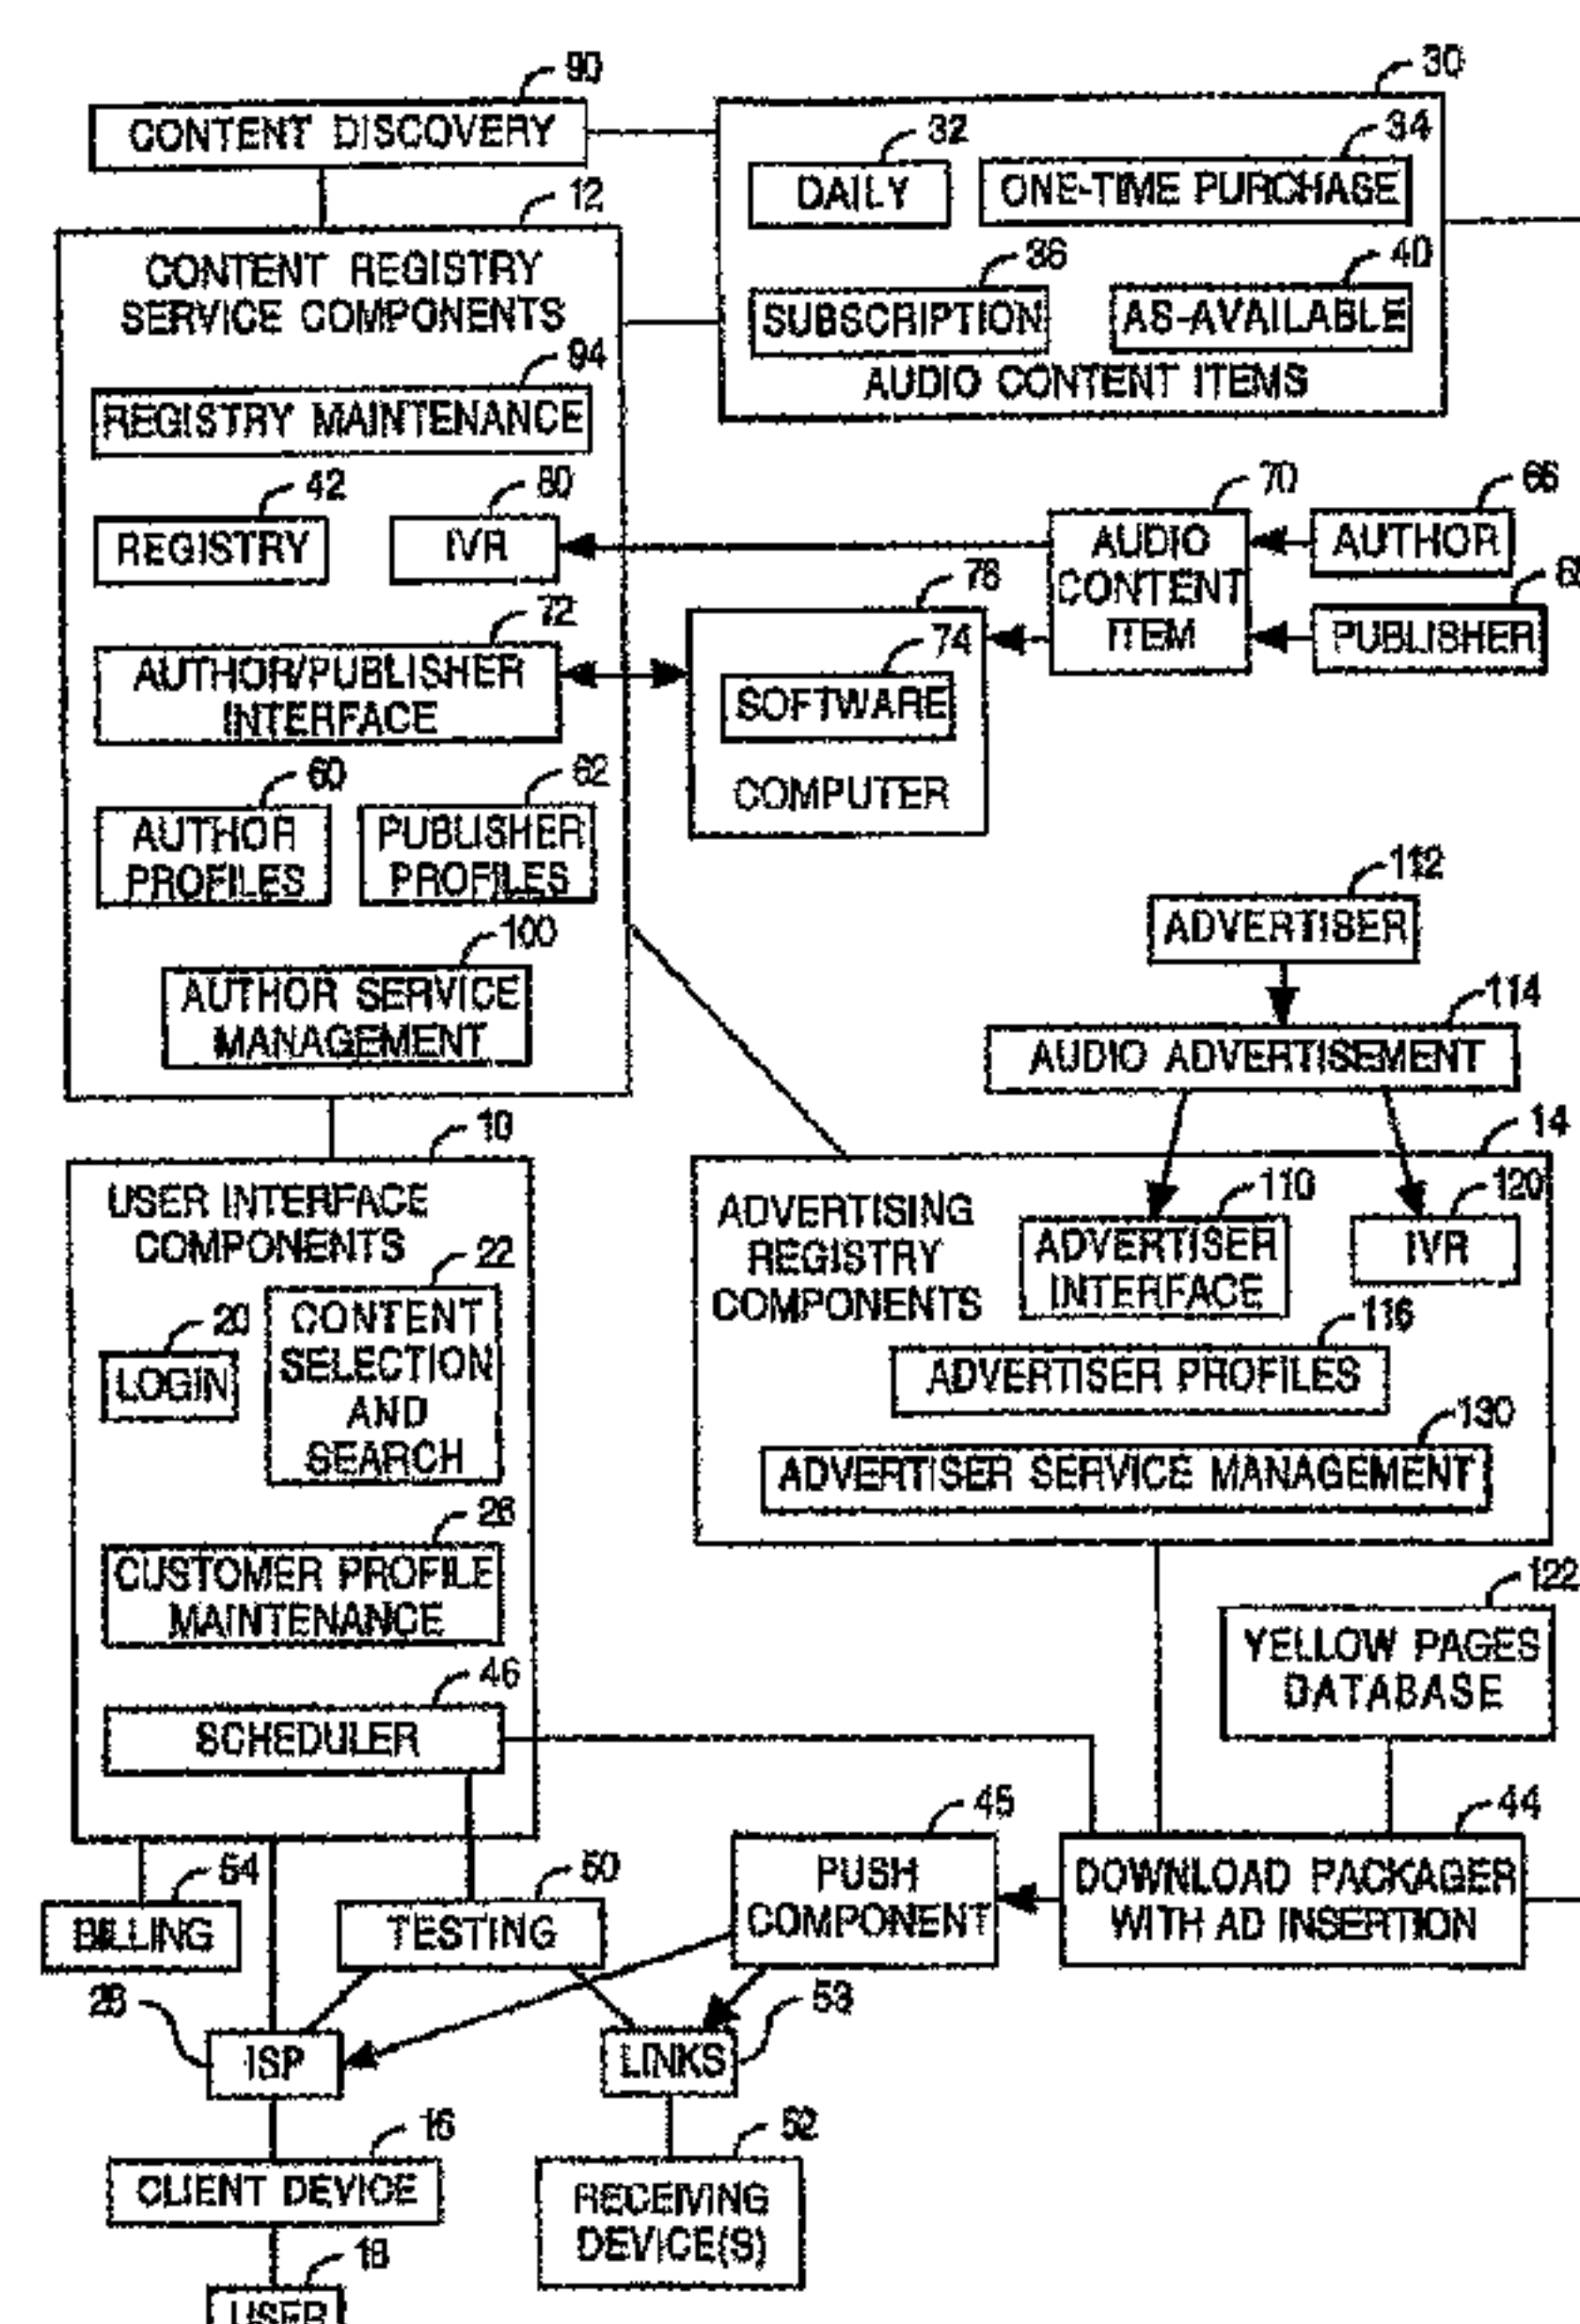 90
30
CONTENT DISCOVERY
32
34
DAILY
ONE-TIME PURCHASE
12
36
40
CONTENT REGISTRY
SERVICE COMPONENTS
SUBSCRIPTION
AS-AVAILABLE
AUDIO CONTENT ITEMS
94
REGISTRY MAINTENANCE
42
80
REGISTRY
IVR
70
66
AUDIO
CONTENT
ITEM
AUTHOR
PUBLISHER
72
AUTHOR/PUBLISHER
INTERFACE
78
74
SOFTWARE
COMPUTER
60
62
AUTHOR
PROFILES
PUBLISHER
PROFILES
100
AUTHOR SERVICE
MANAGEMENT
112
ADVERTISER
114
AUDIO ADVERTISEMENT
10
14
USER INTERFACE
COMPONENTS
22
20
LOGIN
CONTENT
SELECTION
AND
SEARCH
ADVERTISING
REGISTRY
COMPONENTS
110
120
ADVERTISER
INTERFACE
IVR
116
ADVERTISER PROFILES
130
ADVERTISER SERVICE MANAGEMENT
26
CUSTOMER PROFILE
MAINTENANCE
122
YELLOW PAGES
DATABASE
46
SCHEDULER
45
44
PUSH
COMPONENT
DOWNLOAD PACKAGER
WITH AD INSERTION
54
BILLING
50
TESTING
28
ISP
53
LINKS
16
CLIENT DEVICE
52
RECEIVING
DEVICE(S)
18
USER